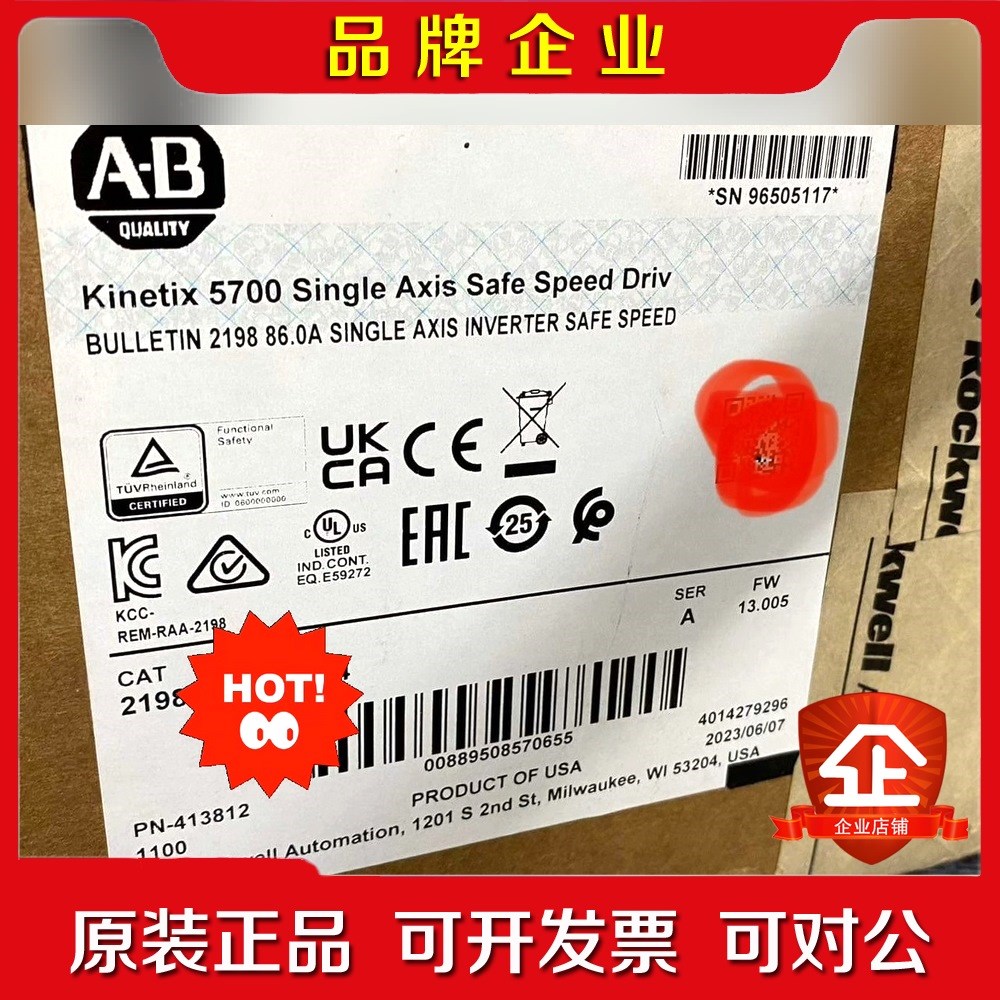 品牌企业
A-B
QUALITY
*SN 96505117*
Kinetix 5700 Single Axis Safe Speed Driv
BULLETIN 2198 86.0A SINGLE AXIS INVERTER SAFE SPEED
Functional
Safety
TÜVRheinland®
CERTIFIED
www.tuv.com
ID 0600000000
UK
CA
CE
c UL US
LISTED
IND. CONT.
EQ. E59272
EAC
25
KCC-
REM-RAA-2198
SER
A
FW
13.005
CAT
2198
HOT!
00889508570655
4014279296
2023/06/07
PRODUCT OF USA
Automation, 1201 S 2nd St, Milwaukee, WI 53204, USA
PN-413812
1100
Rockw
kwell A
企业店铺
原装正品 可开发票 可对公